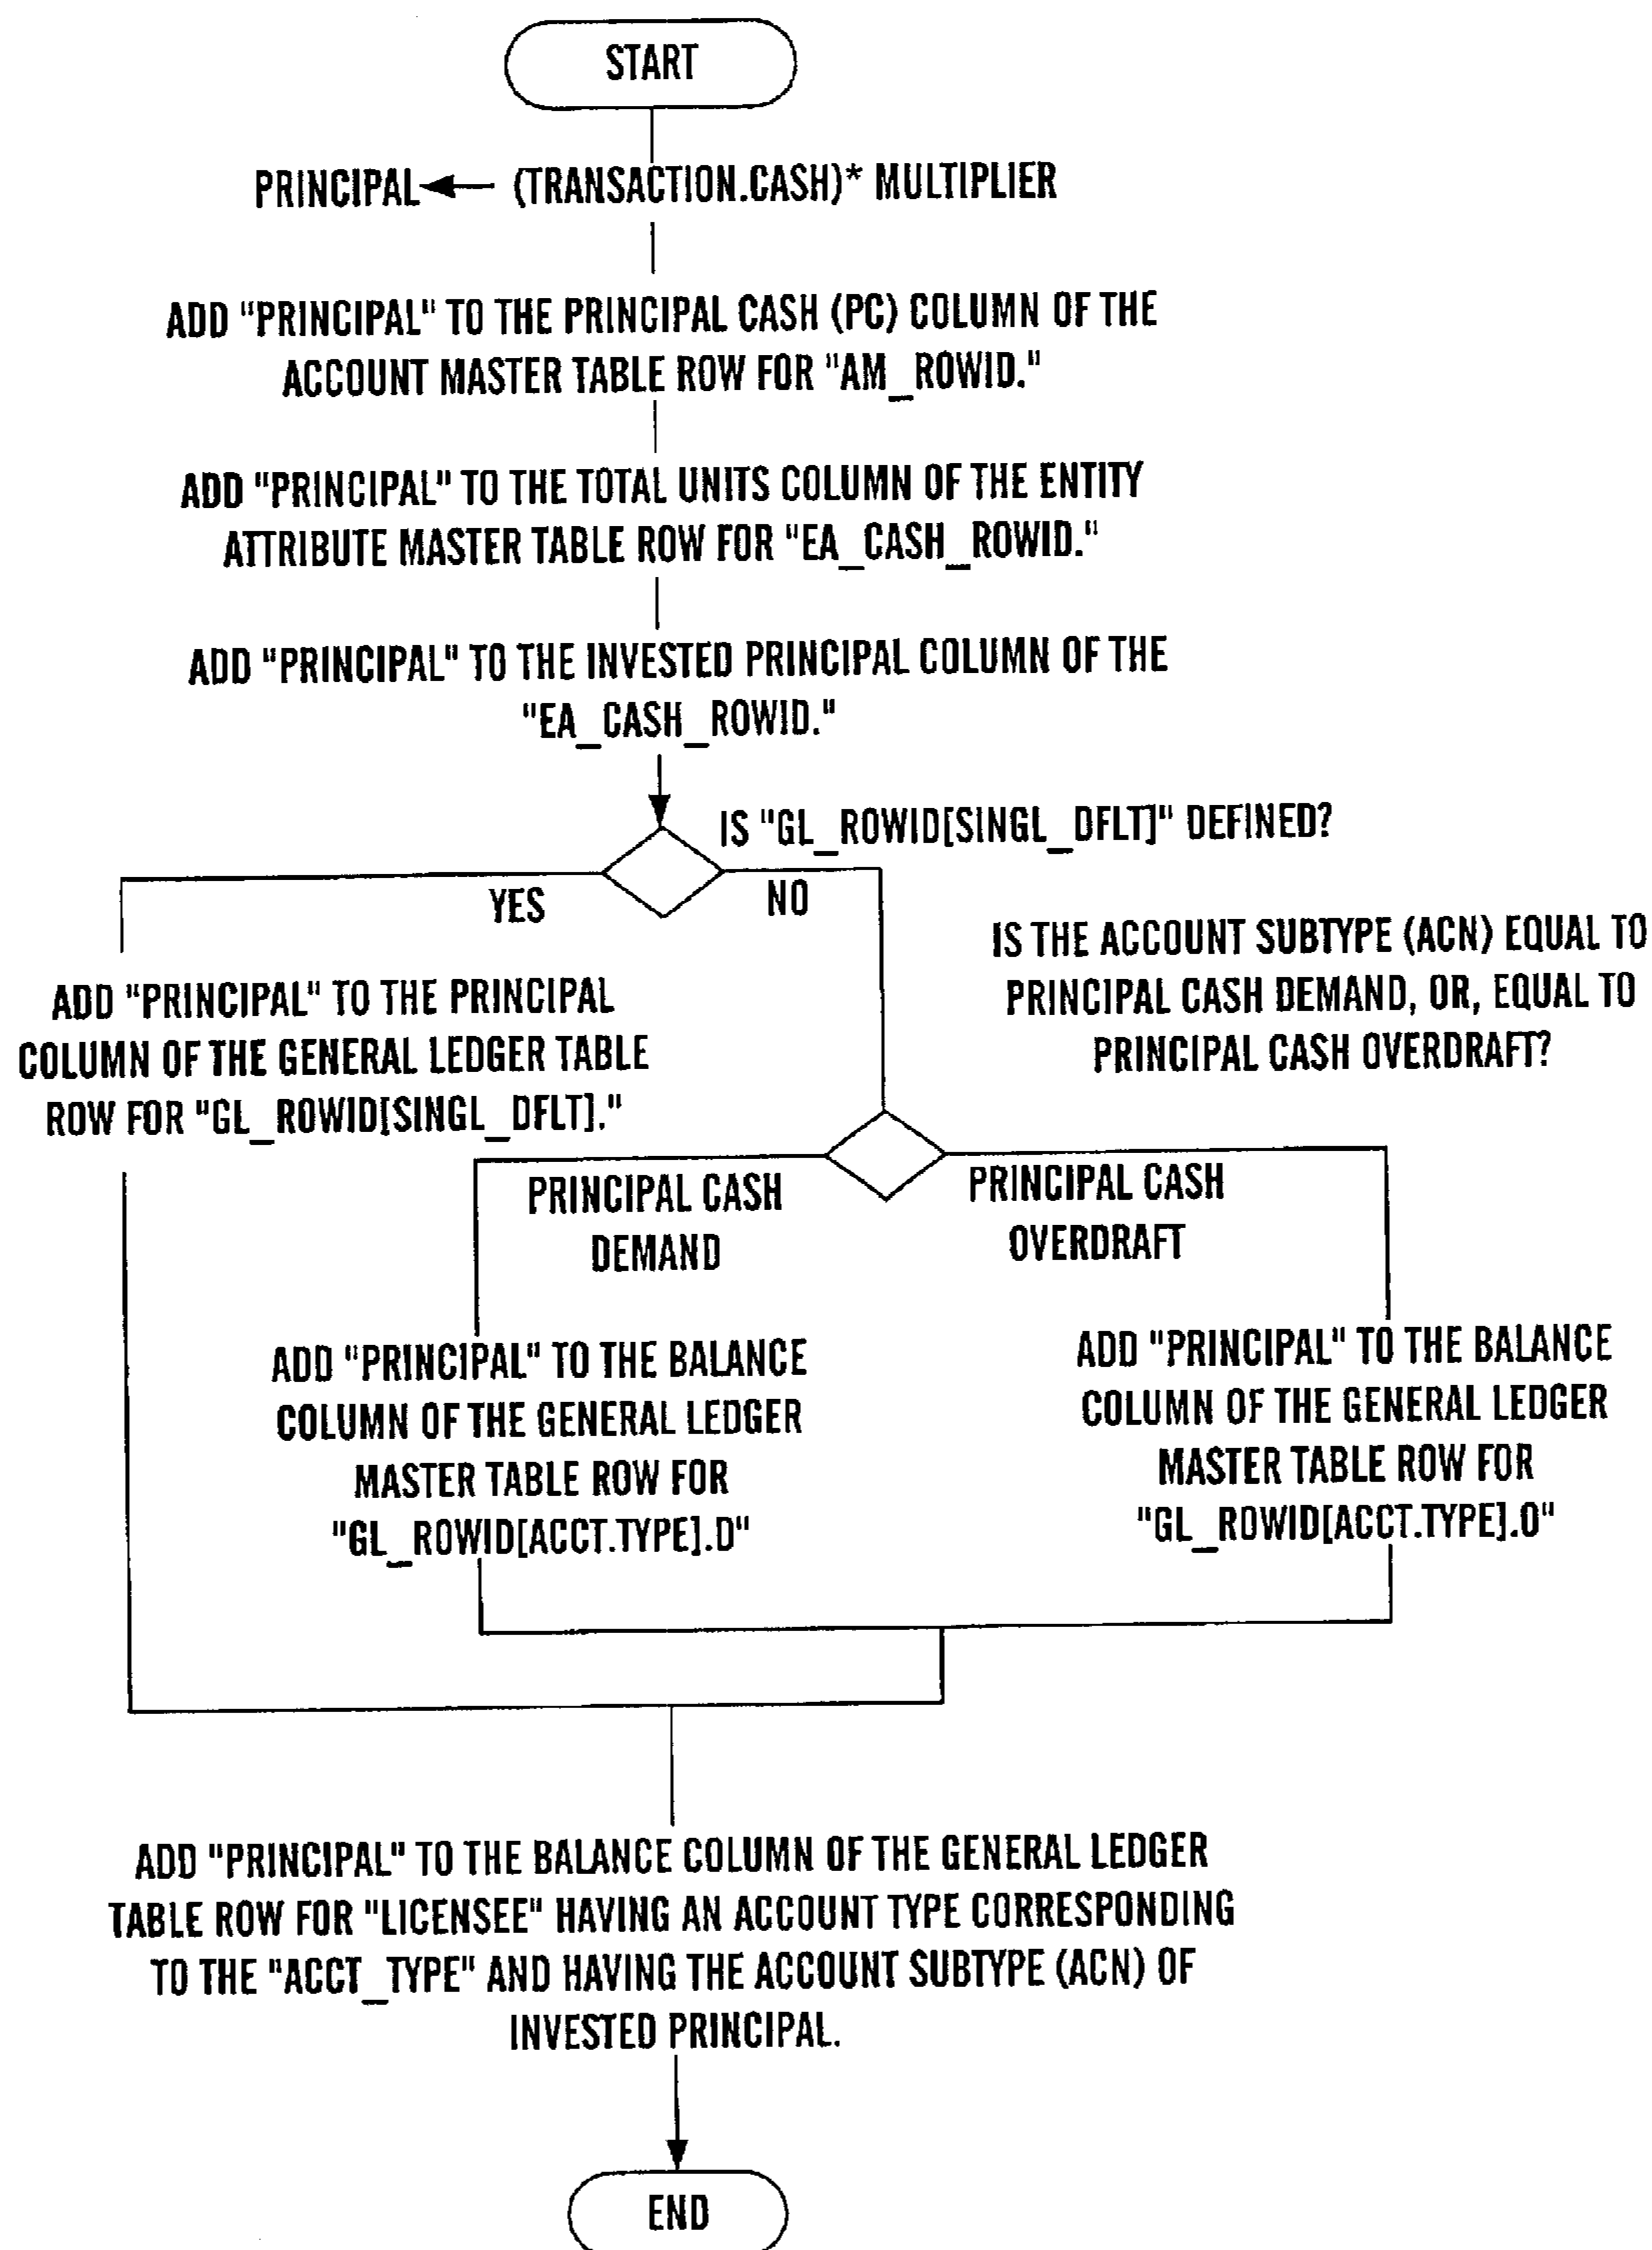 START
PRINCIPAL ← (TRANSACTION.CASH)* MULTIPLIER
ADD "PRINCIPAL" TO THE PRINCIPAL CASH (PC) COLUMN OF THE
ACCOUNT MASTER TABLE ROW FOR "AM_ROWID."
ADD "PRINCIPAL" TO THE TOTAL UNITS COLUMN OF THE ENTITY
ATTRIBUTE MASTER TABLE ROW FOR "EA_CASH_ROWID."
ADD "PRINCIPAL" TO THE INVESTED PRINCIPAL COLUMN OF THE
"EA_CASH_ROWID."
IS "GL_ROWID[SINGL_DFLT]" DEFINED?
YES
NO
IS THE ACCOUNT SUBTYPE (ACN) EQUAL TO
PRINCIPAL CASH DEMAND, OR, EQUAL TO
PRINCIPAL CASH OVERDRAFT?
ADD "PRINCIPAL" TO THE PRINCIPAL
COLUMN OF THE GENERAL LEDGER TABLE
ROW FOR "GL_ROWID[SINGL_DFLT]."
PRINCIPAL CASH
DEMAND
PRINCIPAL CASH
OVERDRAFT
ADD "PRINCIPAL" TO THE BALANCE
COLUMN OF THE GENERAL LEDGER
MASTER TABLE ROW FOR
"GL_ROWID[ACCT.TYPE].D"
ADD "PRINCIPAL" TO THE BALANCE
COLUMN OF THE GENERAL LEDGER
MASTER TABLE ROW FOR
"GL_ROWID[ACCT.TYPE].O"
ADD "PRINCIPAL" TO THE BALANCE COLUMN OF THE GENERAL LEDGER
TABLE ROW FOR "LICENSEE" HAVING AN ACCOUNT TYPE CORRESPONDING
TO THE "ACCT_TYPE" AND HAVING THE ACCOUNT SUBTYPE (ACN) OF
INVESTED PRINCIPAL.
END